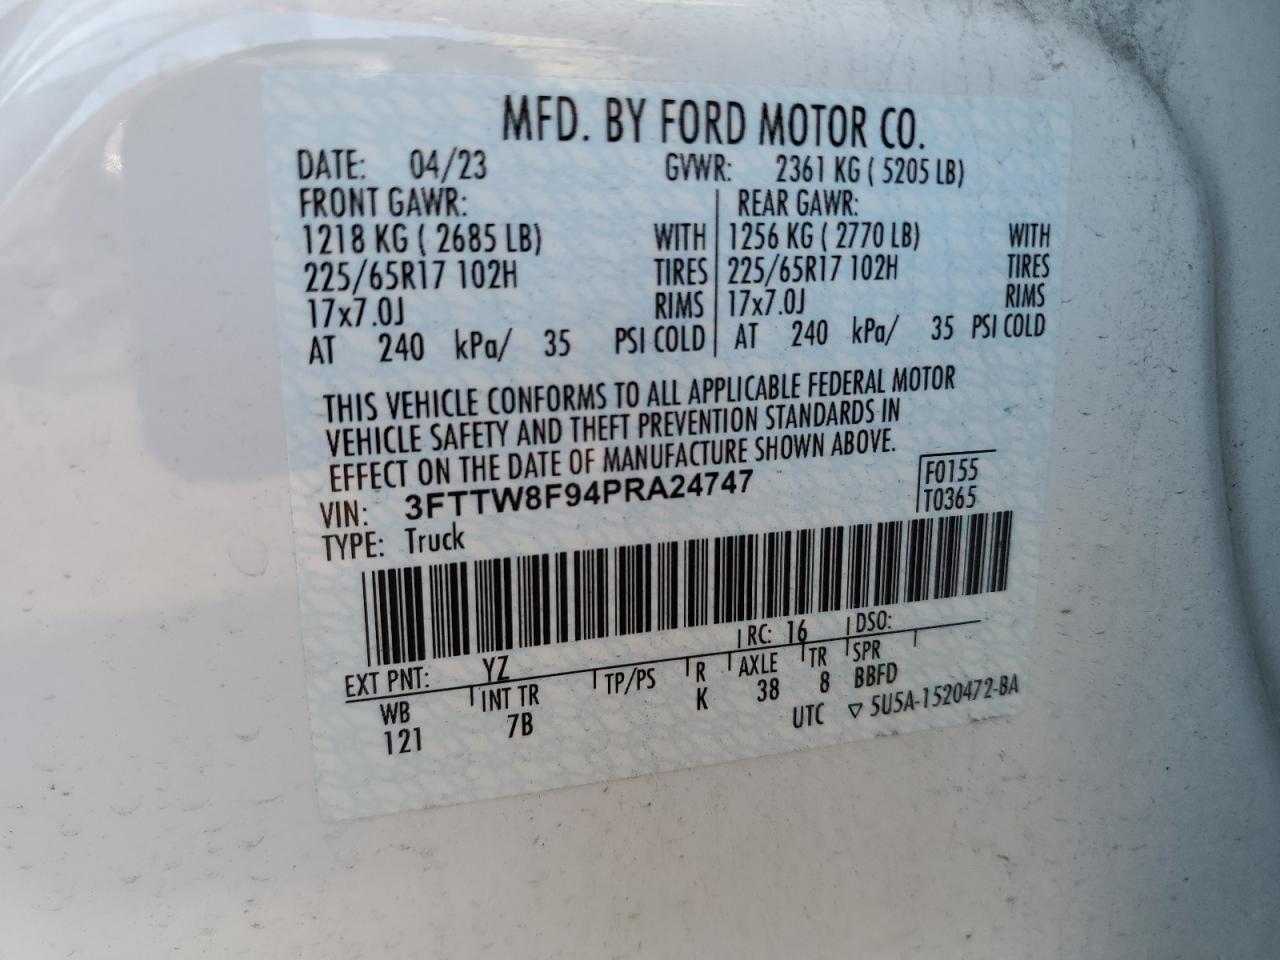 MFD. BY FORD MOTOR CO.
DATE: 04/23 GVWR: 2361 KG ( 5205 LB)
FRONT GAWR: REAR GAWR:
1218 KG ( 2685 LB) WITH 1256 KG ( 2770 LB) WITH
225/65R17 102H TIRES 225/65R17 102H TIRES
17x7.0J RIMS 17x7.0J RIMS
AT 240 kPa/ 35 PSI COLD AT 240 kPa/ 35 PSI COLD
THIS VEHICLE CONFORMS TO ALL APPLICABLE FEDERAL MOTOR
VEHICLE SAFETY AND THEFT PREVENTION STANDARDS IN
EFFECT ON THE DATE OF MANUFACTURE SHOWN ABOVE.
VIN: 3FTTW8F94PRA24747 F0155
TYPE: Truck T0365
EXT PNT: YZ RC: 16 DSO:
WB INT TR TP/PS R AXLE TR SPR
121 7B K 38 8 BBFD
UTC ▽ 5U5A-1520472-BA